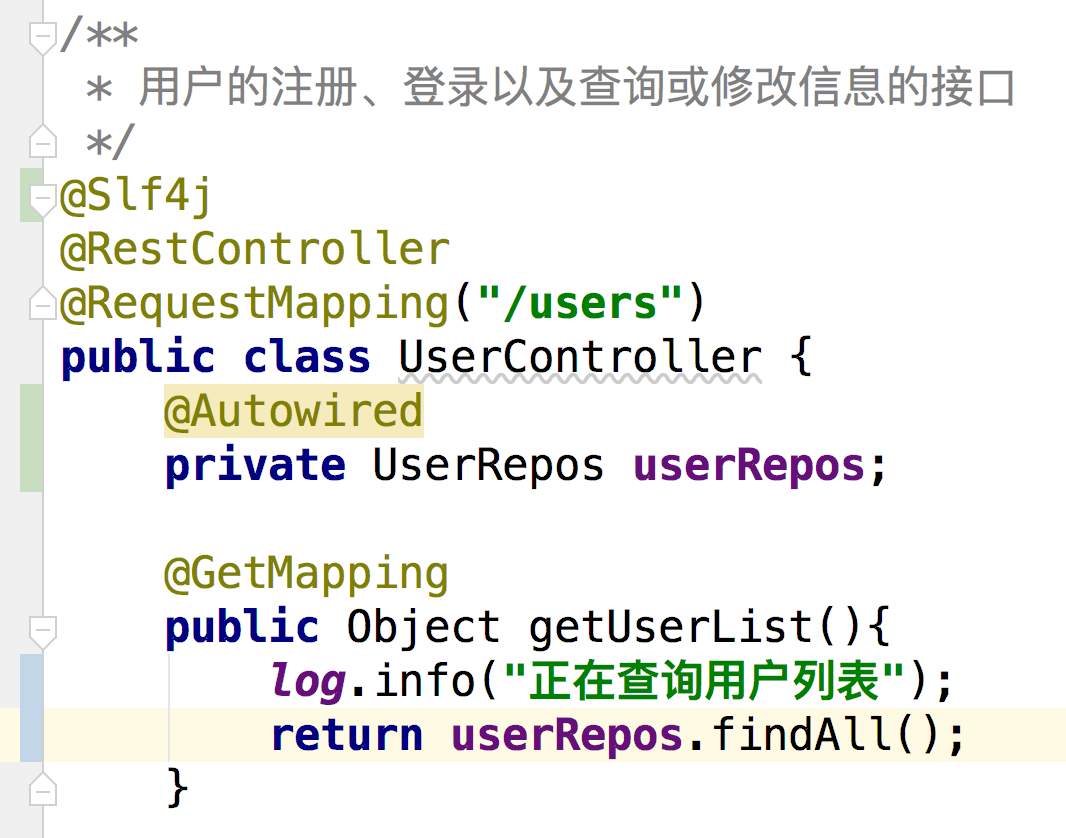 /**
 * 用户的注册、登录以及查询或修改信息的接口
 */
@Slf4j
@RestController
@RequestMapping("/users")
public class UserController {
    @Autowired
    private UserRepos userRepos;

    @GetMapping
    public Object getUserList(){
        log.info("正在查询用户列表");
        return userRepos.findAll();
    }